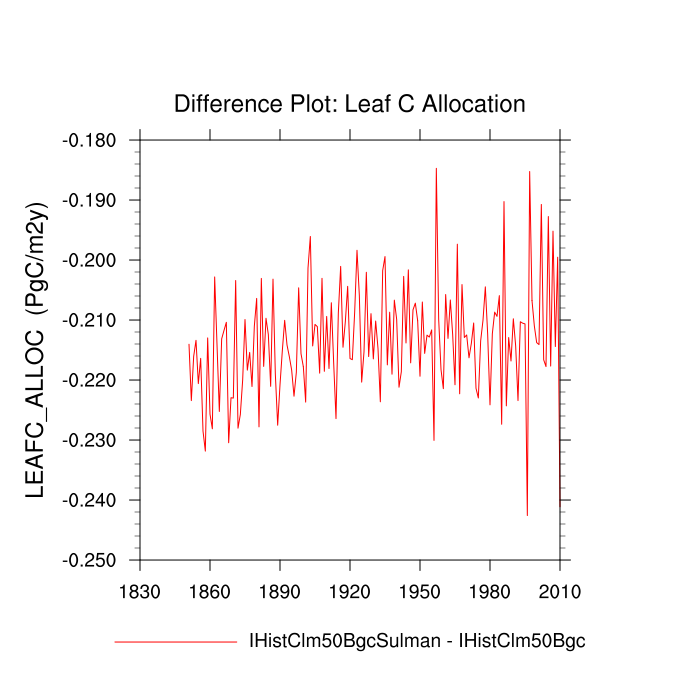 Difference Plot: Leaf C Allocation
LEAFC_ALLOC (PgC/m2y)
-0.180
-0.190
-0.200
-0.210
-0.220
-0.230
-0.240
-0.250
1830 1860 1890 1920 1950 1980 2010
IHistClm50BgcSulman - IHistClm50Bgc